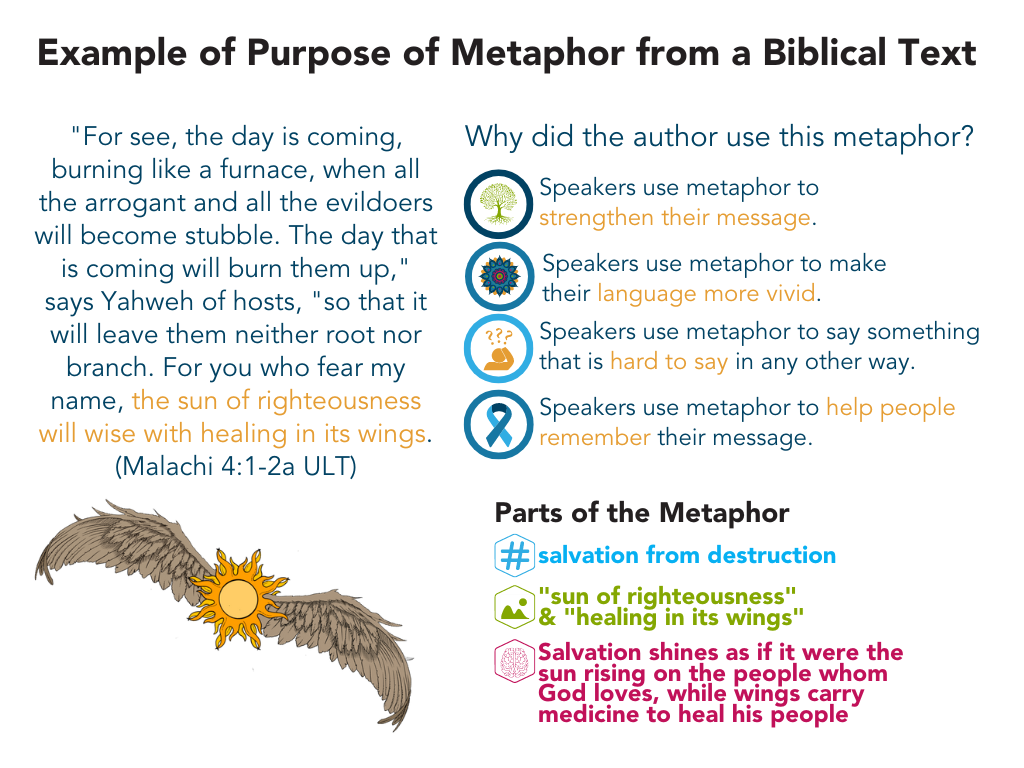 Example of Purpose of Metaphor from a Biblical Text
"For see, the day is coming,
burning like a furnace, when all
the arrogant and all the evildoers
will become stubble. The day that
is coming will burn them up,"
says Yahweh of hosts, "so that it
will leave them neither root nor
branch. For you who fear my
name, the sun of righteousness
will wise with healing in its wings.
(Malachi 4:1-2a ULT)
Why did the author use this metaphor?
Speakers use metaphor to
strengthen their message.
Speakers use metaphor to make
their language more vivid.
???
Speakers use metaphor to say something
that is hard to say in any other way.
Speakers use metaphor to help people
remember their message.
Parts of the Metaphor
# salvation from destruction
"sun of righteousness"
& "healing in its wings"
Salvation shines as if it were the
sun rising on the people whom
God loves, while wings carry
medicine to heal his people